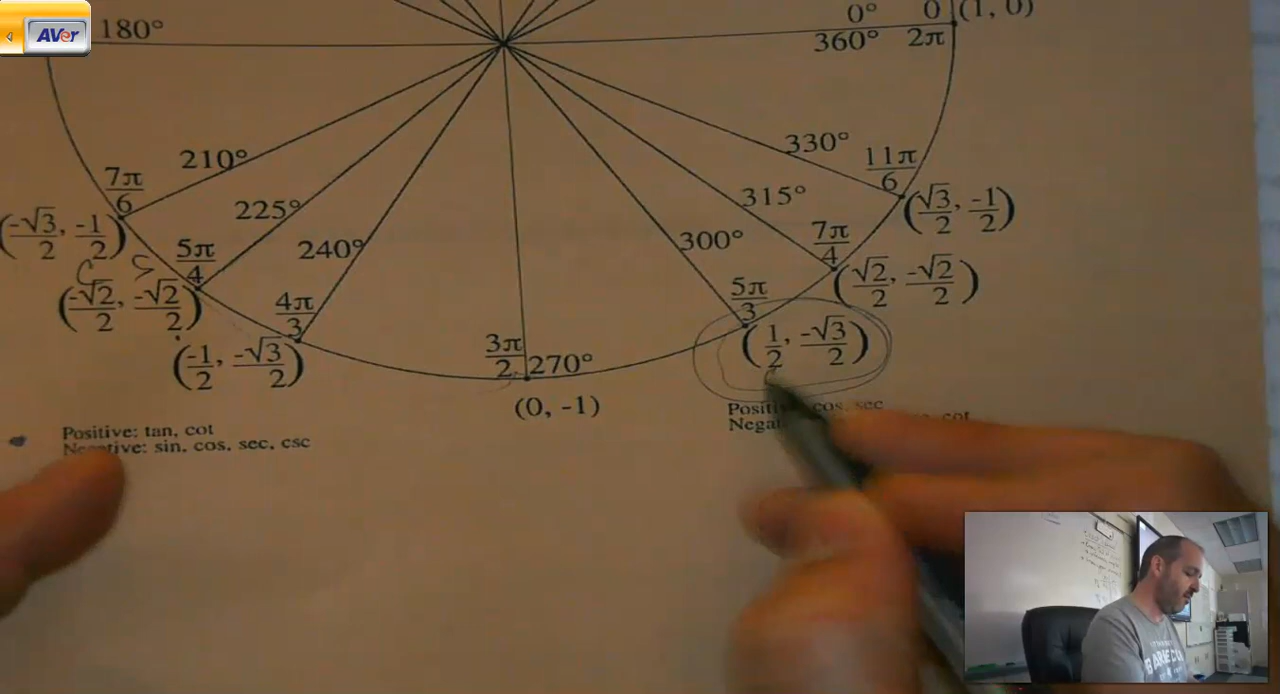 AVer
180°
0° 0 (1, 0)
360° 2π
210°
330°
7π/6
11π/6
225°
315°
(-√3/2, -1/2)
(√3/2, -1/2)
240°
300°
5π/4
7π/4
C S
(-√2/2, -√2/2)
(√2/2, -√2/2)
4π/3
5π/3
(-1/2, -√3/2)
(1/2, -√3/2)
3π/2 270°
(0, -1)
Positive: tan, cot
Negative: sin, cos, sec, csc
cos, sec
cot